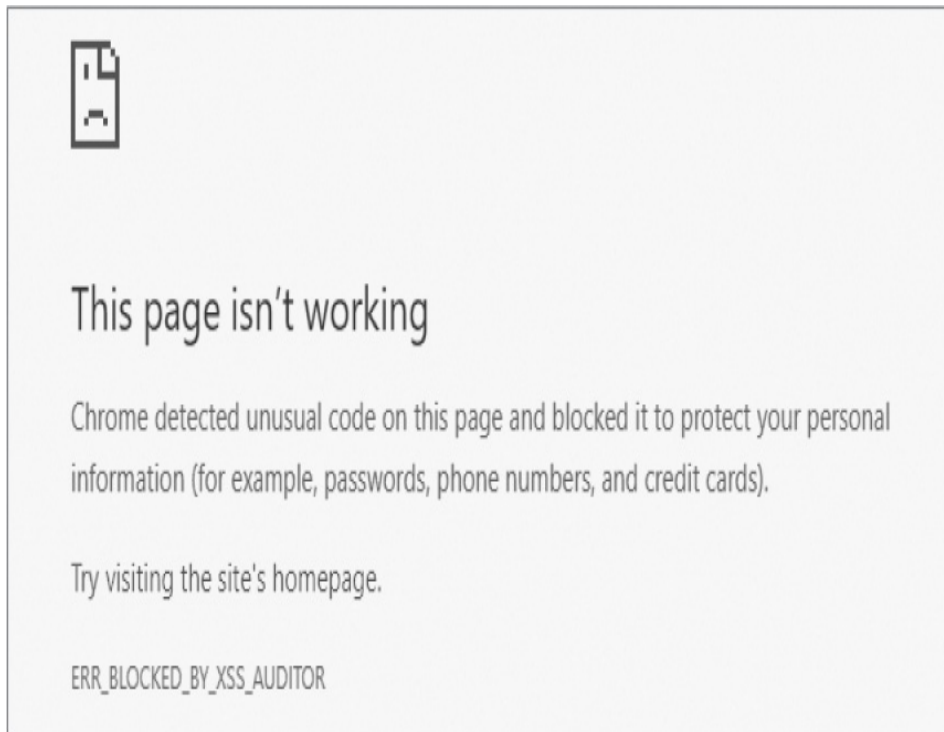 This page isn’t working
Chrome detected unusual code on this page and blocked it to protect your personal
information (for example, passwords, phone numbers, and credit cards).
Try visiting the site's homepage.
ERR_BLOCKED_BY_XSS_AUDITOR